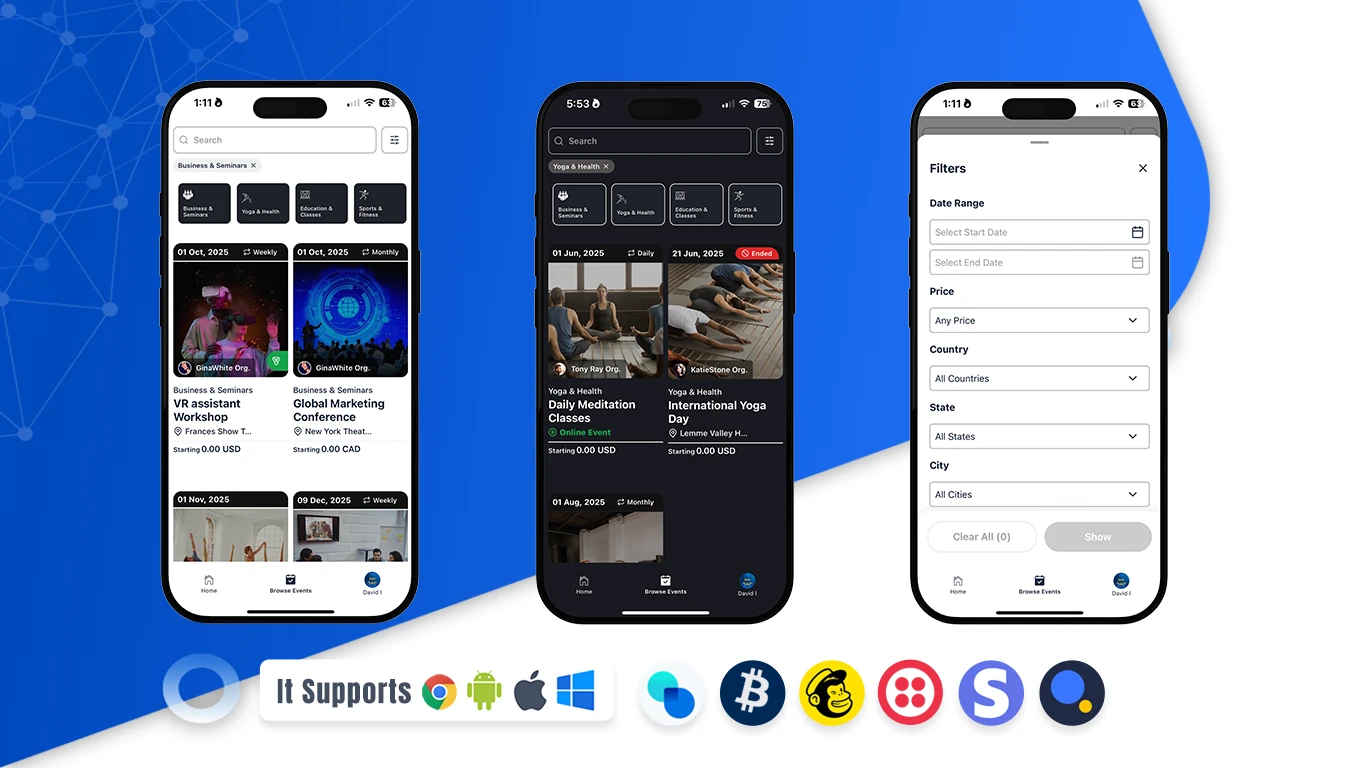 1:11
63
Search
Business & Seminars
Business &
Seminars
Yoga & Health
Education &
Classes
Sports &
Fitness
01 Oct, 2025 Weekly
01 Oct, 2025 Monthly
GinaWhite Org.
GinaWhite Org.
Business & Seminars
VR assistant
Workshop
Frances Show T...
Starting 0.00 USD
Business & Seminars
Global Marketing
Conference
New York Theat...
Starting 0.00 CAD
01 Nov, 2025
09 Dec, 2025 Weekly
Home
Browse Events
David I
5:53
75
Search
Yoga & Health
Business &
Seminars
Yoga & Health
Education &
Classes
Sports &
Fitness
01 Jun, 2025 Daily
21 Jun, 2025 Ended
Tony Ray Org.
KatieStone Org.
Yoga & Health
Daily Meditation
Classes
Online Event
Starting 0.00 USD
Yoga & Health
International Yoga
Day
Lemme Valley H...
Starting 0.00 USD
01 Aug, 2025 Monthly
Home
Browse Events
David I
1:11
63
Filters
Date Range
Select Start Date
Select End Date
Price
Any Price
Country
All Countries
State
All States
City
All Cities
Clear All (0)
Show
Home
Browse Events
David I
It Supports